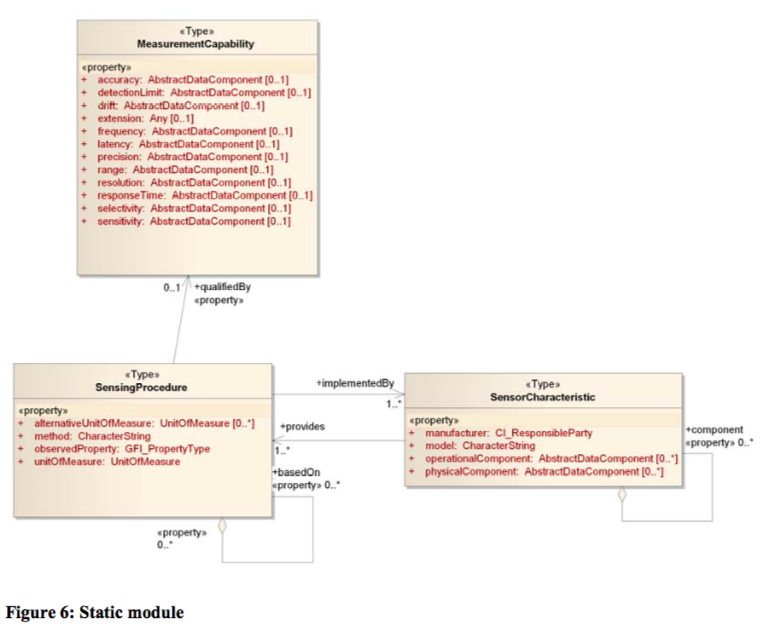 «Type»
MeasurementCapability
«property»
+ accuracy: AbstractDataComponent [0..1]
+ detectionLimit: AbstractDataComponent [0..1]
+ drift: AbstractDataComponent [0..1]
+ extension: Any [0..1]
+ frequency: AbstractDataComponent [0..1]
+ latency: AbstractDataComponent [0..1]
+ precision: AbstractDataComponent [0..1]
+ range: AbstractDataComponent [0..1]
+ resolution: AbstractDataComponent [0..1]
+ responseTime: AbstractDataComponent [0..1]
+ selectivity: AbstractDataComponent [0..1]
+ sensitivity: AbstractDataComponent [0..1]
0..1 +qualifiedBy
«property»
«Type»
SensingProcedure
«property»
+ alternativeUnitOfMeasure: UnitOfMeasure [0..*]
+ method: CharacterString
+ observedProperty: GFI_PropertyType
+ unitOfMeasure: UnitOfMeasure
+implementedBy
1..*
+provides
1..*
+basedOn
«property» 0..*
«property»
0..*
«Type»
SensorCharacteristic
«property»
+ manufacturer: CI_ResponsibleParty
+ model: CharacterString
+ operationalComponent: AbstractDataComponent [0..*]
+ physicalComponent: AbstractDataComponent [0..*]
+component
«property» 0..*
Figure 6: Static module